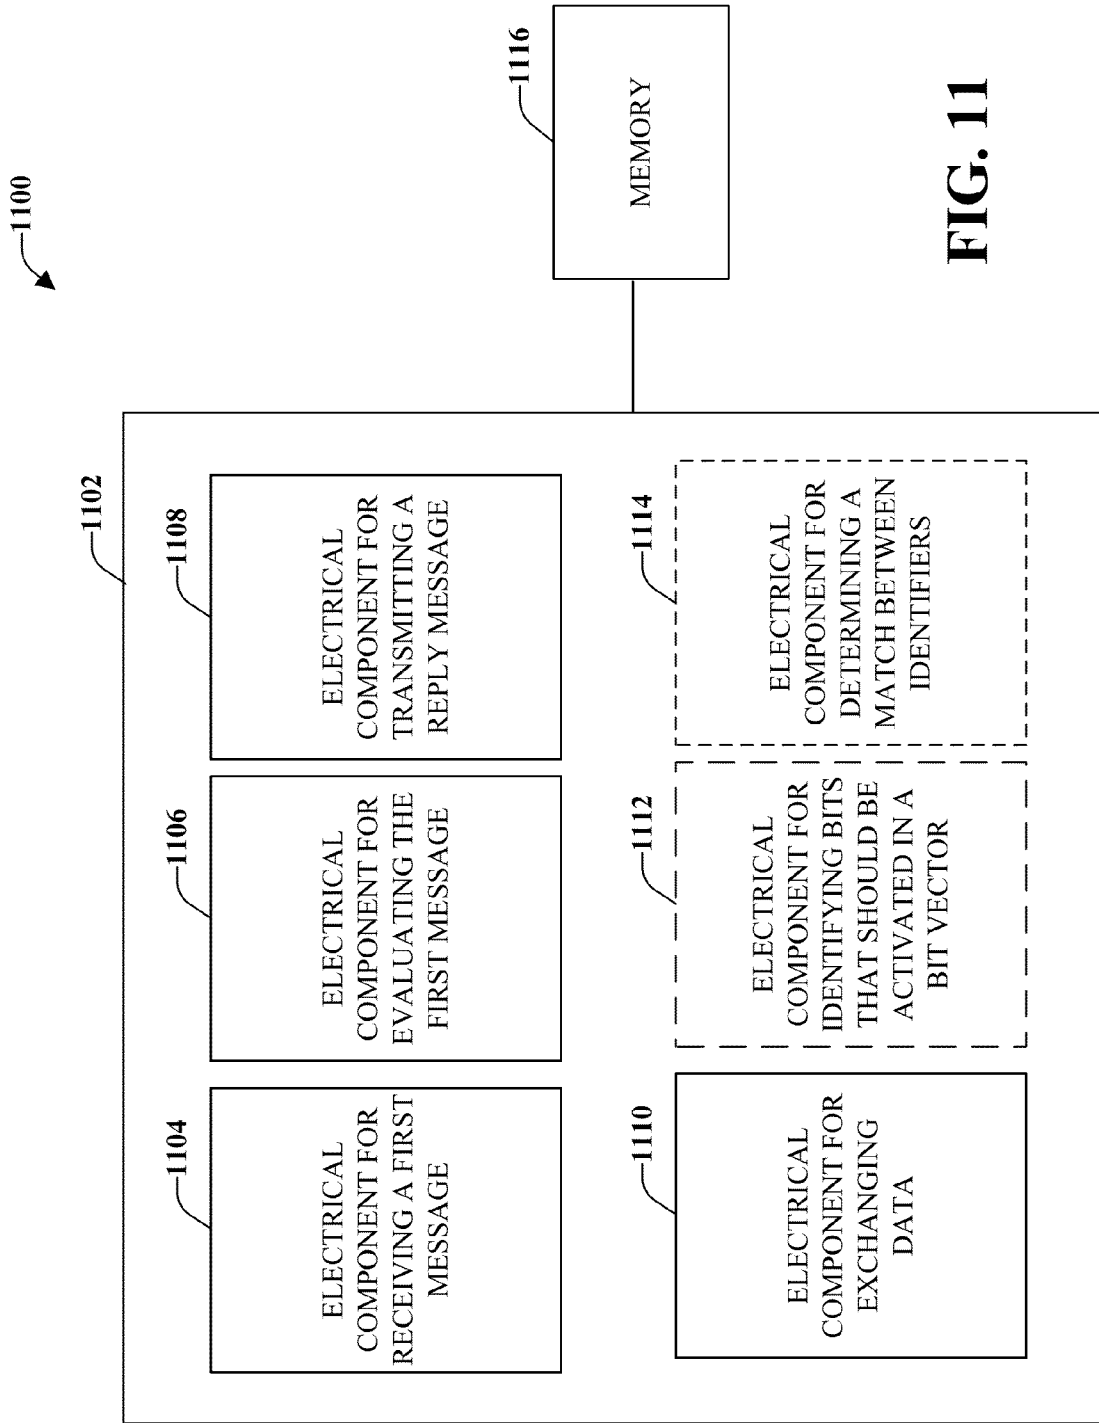 1100
1102
1104
ELECTRICAL
COMPONENT FOR
RECEIVING A FIRST
MESSAGE
1106
ELECTRICAL
COMPONENT FOR
EVALUATING THE
FIRST MESSAGE
1108
ELECTRICAL
COMPONENT FOR
TRANSMITTING A
REPLY MESSAGE
1110
ELECTRICAL
COMPONENT FOR
EXCHANGING
DATA
1112
ELECTRICAL
COMPONENT FOR
IDENTIFYING BITS
THAT SHOULD BE
ACTIVATED IN A
BIT VECTOR
1114
ELECTRICAL
COMPONENT FOR
DETERMINING A
MATCH BETWEEN
IDENTIFIERS
1116
MEMORY
FIG. 11